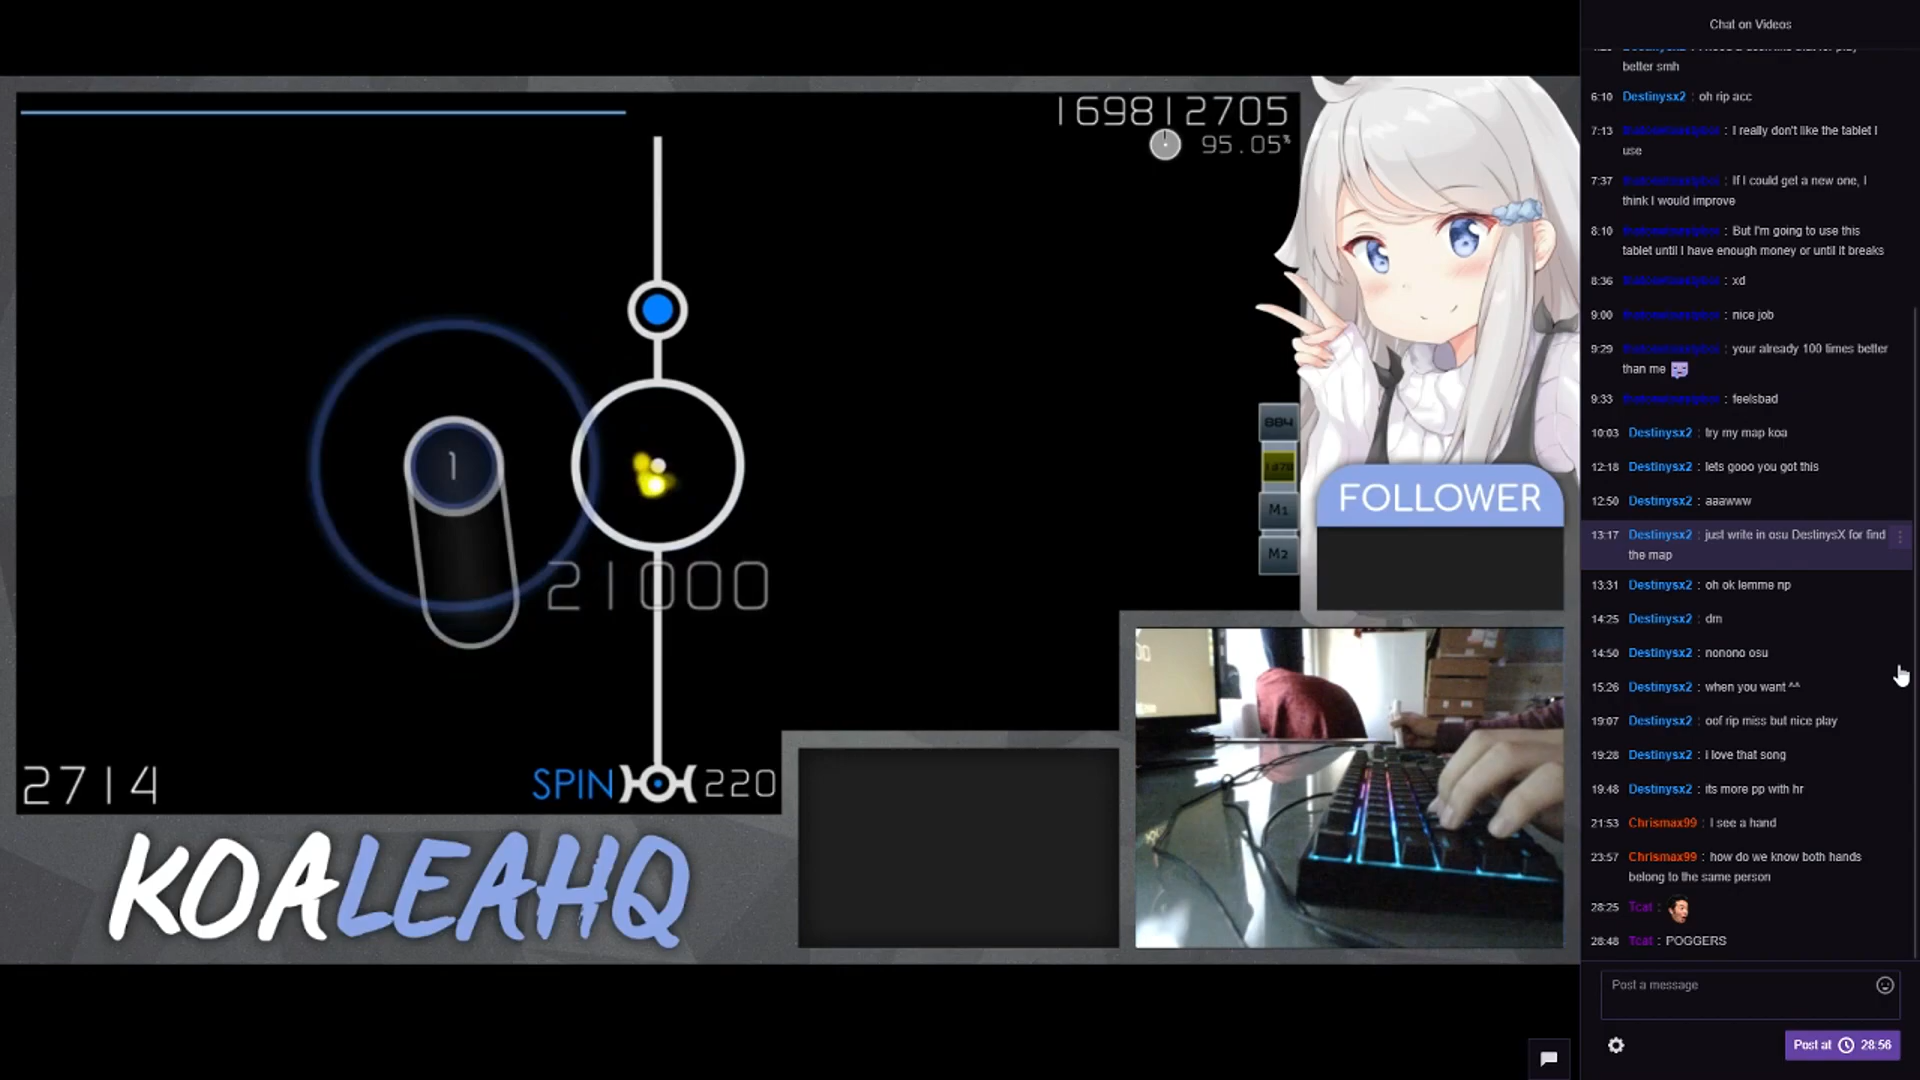 Chat on Videos
better smh
6:10 Destinysx2 : oh rip acc
7:13 : I really don't like the tablet I
use
7:37 : If I could get a new one, I
think I would improve
8:10 : But I'm going to use this
tablet until I have enough money or until it breaks
8:36 : xd
9:00 : nice job
9:29 : your already 100 times better
than me
9:33 : feelsbad
10:03 Destinysx2 : try my map koa
12:18 Destinysx2 : lets gooo you got this
12:50 Destinysx2 : aaawww
13:17 Destinysx2 : just write in osu DestinysX for find
the map
13:31 Destinysx2 : oh ok lemme np
14:25 Destinysx2 : dm
14:50 Destinysx2 : nonono osu
15:26 Destinysx2 : when you want ^^
19:07 Destinysx2 : oof rip miss but nice play
19:28 Destinysx2 : i love that song
19:48 Destinysx2 : its more pp with hr
21:53 Chrismax99 : I see a hand
23:57 Chrismax99 : how do we know both hands
belong to the same person
28:25 Tcat :
28:48 Tcat : POGGERS
Post a message
Post at 28:56
169812705
95.05%
1
21000
884
M1
M2
FOLLOWER
2714
SPIN 220
KOALEAHQ